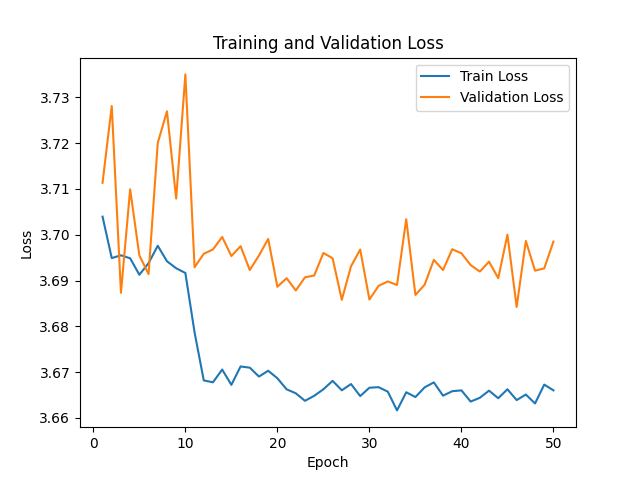 Training and Validation Loss
Train Loss
Validation Loss
Loss
3.73
3.72
3.71
3.70
3.69
3.68
3.67
3.66
0 10 20 30 40 50
Epoch